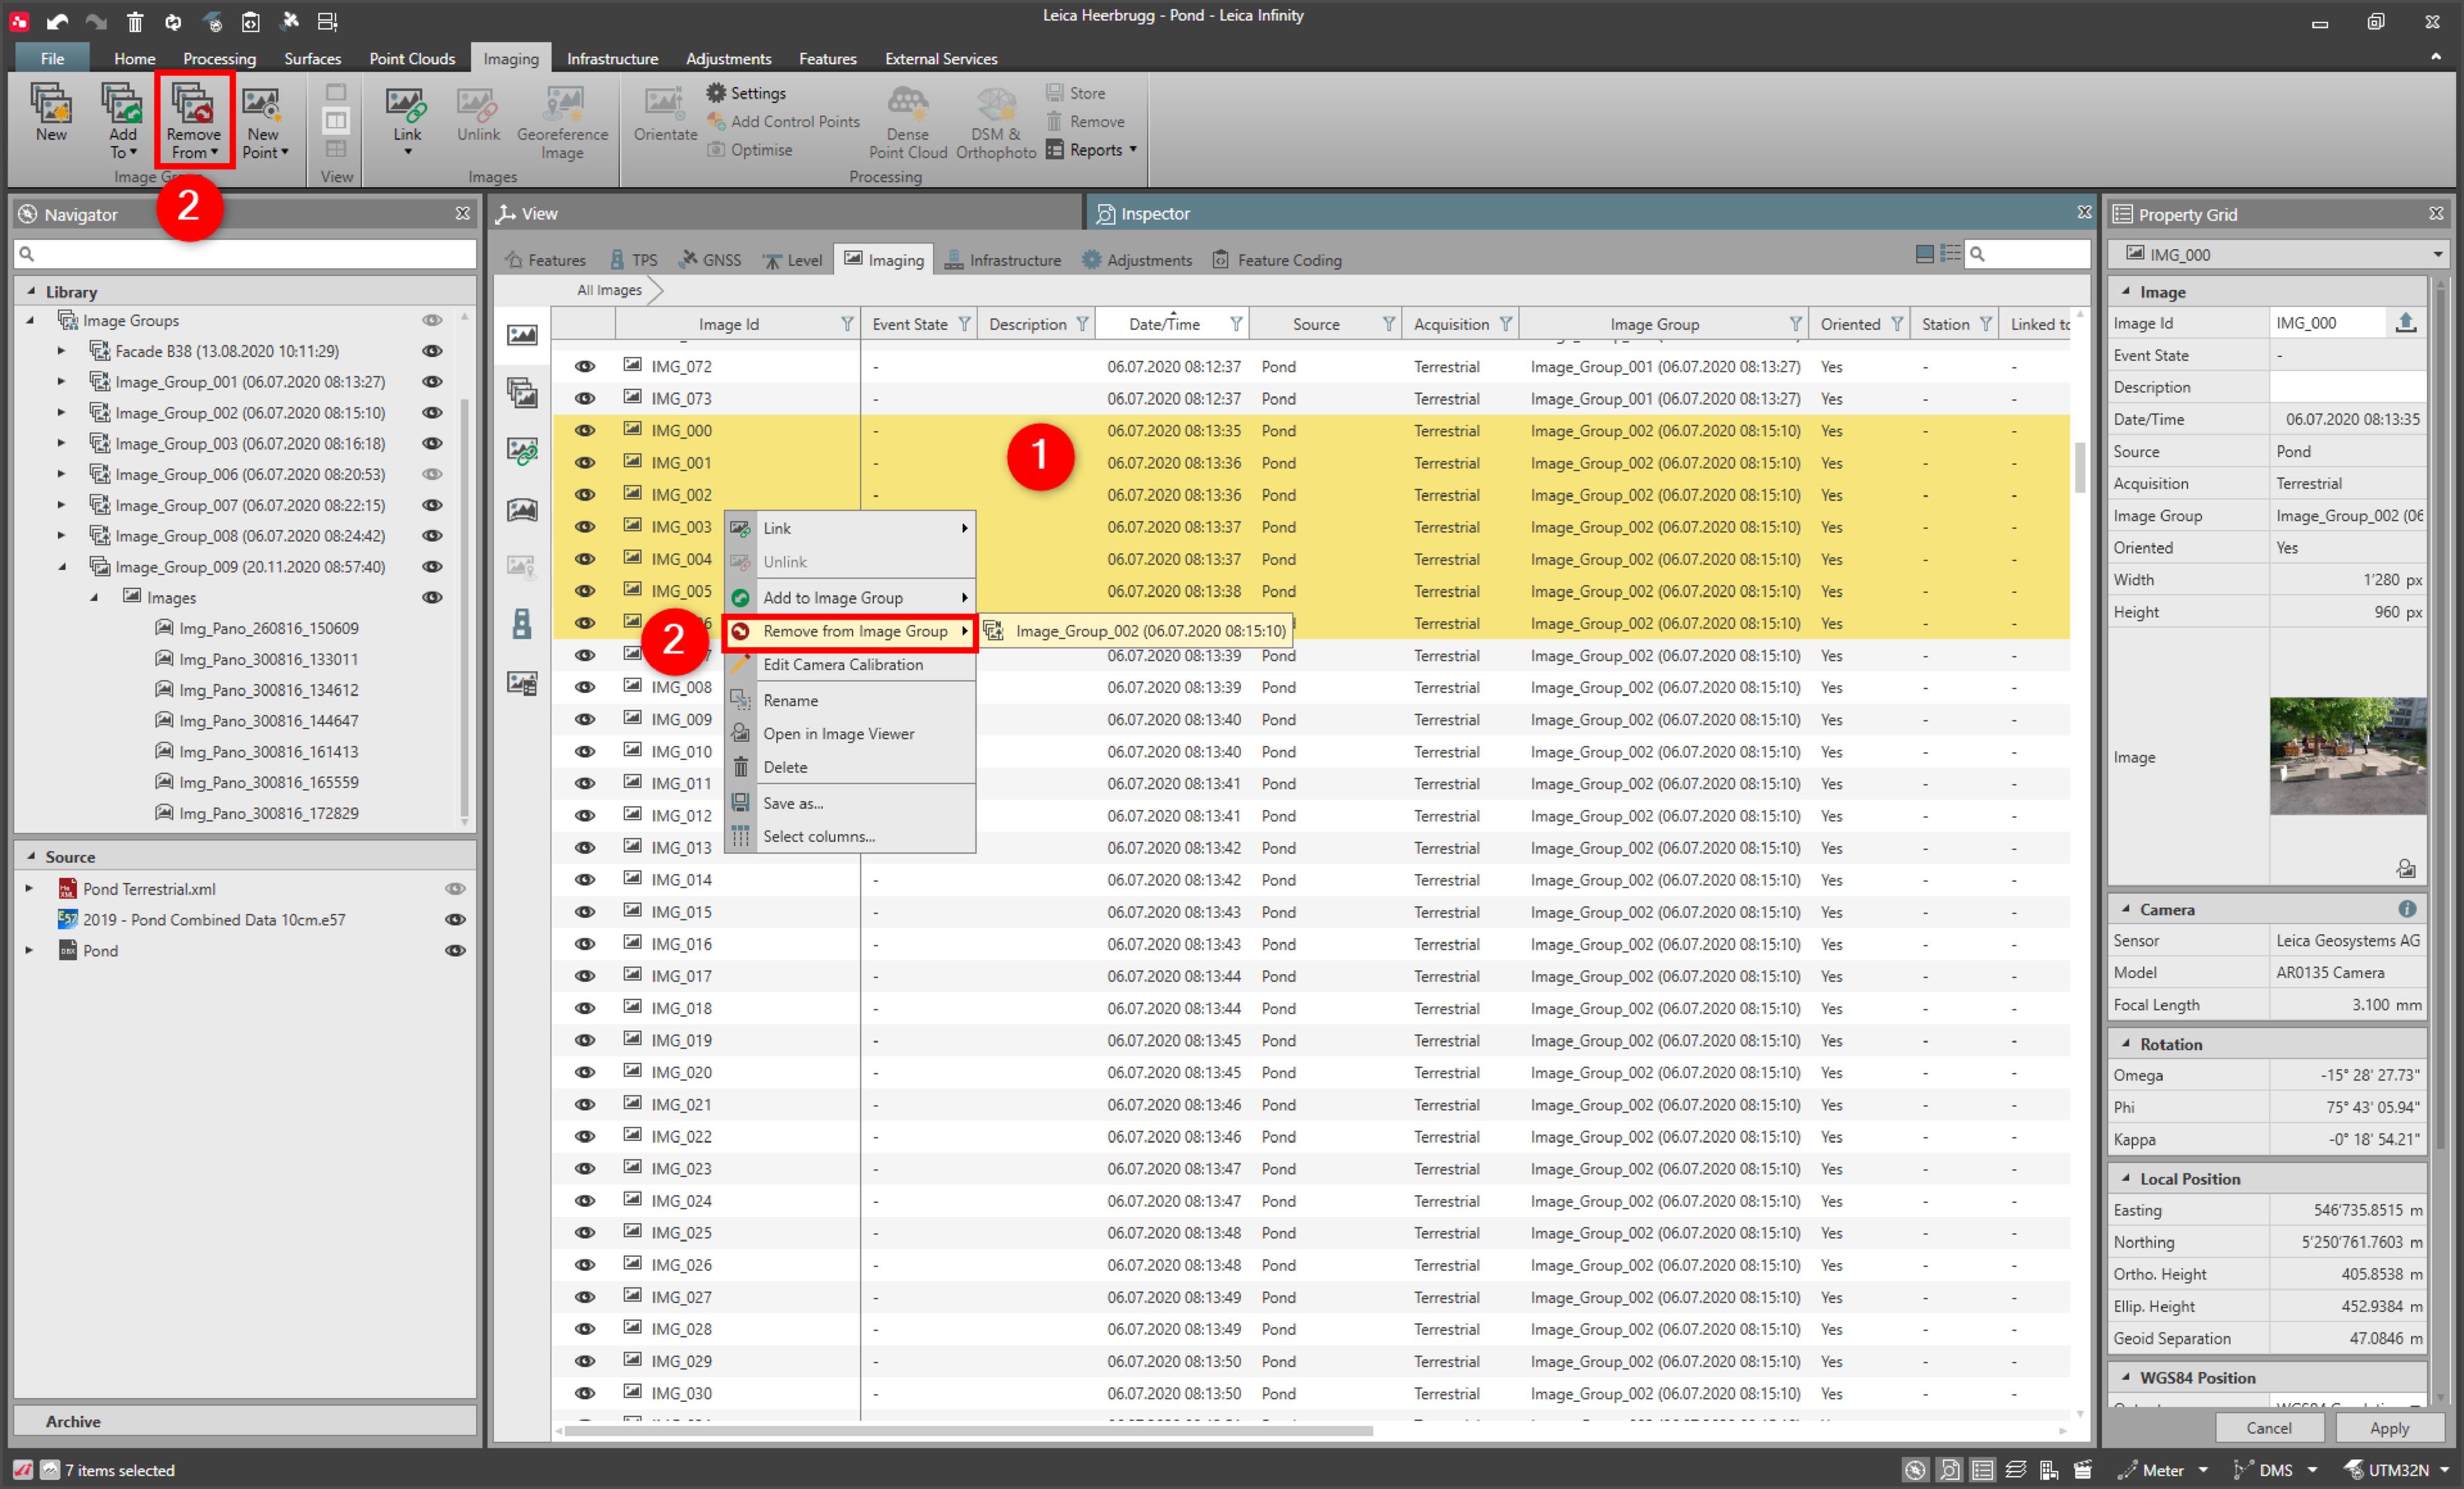 Leica Heerbrugg - Pond - Leica Infinity
File Home Processing Surfaces Point Clouds Imaging Infrastructure Adjustments Features External Services
New
Add To
Remove From
New Point
Image
2
View
Link
Unlink
Georeference Image
Images
Orientate
Settings
Add Control Points
Optimise
Dense Point Cloud
DSM & Orthophoto
Store
Remove
Reports
Processing
Navigator
Library
Image Groups
Facade B38 (13.08.2020 10:11:29)
Image_Group_001 (06.07.2020 08:13:27)
Image_Group_002 (06.07.2020 08:15:10)
Image_Group_003 (06.07.2020 08:16:18)
Image_Group_006 (06.07.2020 08:20:53)
Image_Group_007 (06.07.2020 08:22:15)
Image_Group_008 (06.07.2020 08:24:42)
Image_Group_009 (20.11.2020 08:57:40)
Images
Img_Pano_260816_150609
Img_Pano_300816_133011
Img_Pano_300816_134612
Img_Pano_300816_144647
Img_Pano_300816_161413
Img_Pano_300816_165559
Img_Pano_300816_172829
Source
Pond Terrestrial.xml
E57 2019 - Pond Combined Data 10cm.e57
DBX Pond
Archive
View
Inspector
Features TPS GNSS Level Imaging Infrastructure Adjustments Feature Coding
All Images
Image Id Event State Description Date/Time Source Acquisition Image Group Oriented Station Linked to
IMG_072 - 06.07.2020 08:12:37 Pond Terrestrial Image_Group_001 (06.07.2020 08:13:27) Yes - -
IMG_073 - 06.07.2020 08:12:37 Pond Terrestrial Image_Group_001 (06.07.2020 08:13:27) Yes - -
IMG_000 - 06.07.2020 08:13:35 Pond Terrestrial Image_Group_002 (06.07.2020 08:15:10) Yes - -
1
IMG_001 - 06.07.2020 08:13:36 Pond Terrestrial Image_Group_002 (06.07.2020 08:15:10) Yes - -
IMG_002 - 06.07.2020 08:13:36 Pond Terrestrial Image_Group_002 (06.07.2020 08:15:10) Yes - -
IMG_003 06.07.2020 08:13:37 Pond Terrestrial Image_Group_002 (06.07.2020 08:15:10) Yes - -
IMG_004 06.07.2020 08:13:37 Pond Terrestrial Image_Group_002 (06.07.2020 08:15:10) Yes - -
IMG_005 06.07.2020 08:13:38 Pond Terrestrial Image_Group_002 (06.07.2020 08:15:10) Yes - -
Terrestrial Image_Group_002 (06.07.2020 08:15:10) Yes - -
06.07.2020 08:13:39 Pond Terrestrial Image_Group_002 (06.07.2020 08:15:10) Yes - -
IMG_008 06.07.2020 08:13:39 Pond Terrestrial Image_Group_002 (06.07.2020 08:15:10) Yes - -
IMG_009 06.07.2020 08:13:40 Pond Terrestrial Image_Group_002 (06.07.2020 08:15:10) Yes - -
IMG_010 06.07.2020 08:13:40 Pond Terrestrial Image_Group_002 (06.07.2020 08:15:10) Yes - -
IMG_011 06.07.2020 08:13:41 Pond Terrestrial Image_Group_002 (06.07.2020 08:15:10) Yes - -
IMG_012 06.07.2020 08:13:41 Pond Terrestrial Image_Group_002 (06.07.2020 08:15:10) Yes - -
IMG_013 06.07.2020 08:13:42 Pond Terrestrial Image_Group_002 (06.07.2020 08:15:10) Yes - -
IMG_014 - 06.07.2020 08:13:42 Pond Terrestrial Image_Group_002 (06.07.2020 08:15:10) Yes - -
IMG_015 - 06.07.2020 08:13:43 Pond Terrestrial Image_Group_002 (06.07.2020 08:15:10) Yes - -
IMG_016 - 06.07.2020 08:13:43 Pond Terrestrial Image_Group_002 (06.07.2020 08:15:10) Yes - -
IMG_017 - 06.07.2020 08:13:44 Pond Terrestrial Image_Group_002 (06.07.2020 08:15:10) Yes - -
IMG_018 - 06.07.2020 08:13:44 Pond Terrestrial Image_Group_002 (06.07.2020 08:15:10) Yes - -
IMG_019 - 06.07.2020 08:13:45 Pond Terrestrial Image_Group_002 (06.07.2020 08:15:10) Yes - -
IMG_020 - 06.07.2020 08:13:45 Pond Terrestrial Image_Group_002 (06.07.2020 08:15:10) Yes - -
IMG_021 - 06.07.2020 08:13:46 Pond Terrestrial Image_Group_002 (06.07.2020 08:15:10) Yes - -
IMG_022 - 06.07.2020 08:13:46 Pond Terrestrial Image_Group_002 (06.07.2020 08:15:10) Yes - -
IMG_023 - 06.07.2020 08:13:47 Pond Terrestrial Image_Group_002 (06.07.2020 08:15:10) Yes - -
IMG_024 - 06.07.2020 08:13:47 Pond Terrestrial Image_Group_002 (06.07.2020 08:15:10) Yes - -
IMG_025 - 06.07.2020 08:13:48 Pond Terrestrial Image_Group_002 (06.07.2020 08:15:10) Yes - -
IMG_026 - 06.07.2020 08:13:48 Pond Terrestrial Image_Group_002 (06.07.2020 08:15:10) Yes - -
IMG_027 - 06.07.2020 08:13:49 Pond Terrestrial Image_Group_002 (06.07.2020 08:15:10) Yes - -
IMG_028 - 06.07.2020 08:13:49 Pond Terrestrial Image_Group_002 (06.07.2020 08:15:10) Yes - -
IMG_029 - 06.07.2020 08:13:50 Pond Terrestrial Image_Group_002 (06.07.2020 08:15:10) Yes - -
IMG_030 - 06.07.2020 08:13:50 Pond Terrestrial Image_Group_002 (06.07.2020 08:15:10) Yes - -
Link
Unlink
Add to Image Group
2
Remove from Image Group
Image_Group_002 (06.07.2020 08:15:10)
Edit Camera Calibration
Rename
Open in Image Viewer
Delete
Save as...
Select columns...
Property Grid
IMG_000
Image
Image Id IMG_000
Event State -
Description
Date/Time 06.07.2020 08:13:35
Source Pond
Acquisition Terrestrial
Image Group Image_Group_002 (06
Oriented Yes
Width 1'280 px
Height 960 px
Image
Camera
Sensor Leica Geosystems AG
Model AR0135 Camera
Focal Length 3.100 mm
Rotation
Omega -15° 28' 27.73"
Phi 75° 43' 05.94"
Kappa -0° 18' 54.21"
Local Position
Easting 546'735.8515 m
Northing 5'250'761.7603 m
Ortho. Height 405.8538 m
Ellip. Height 452.9384 m
Geoid Separation 47.0846 m
WGS84 Position
Cancel Apply
7 items selected
Meter DMS UTM32N